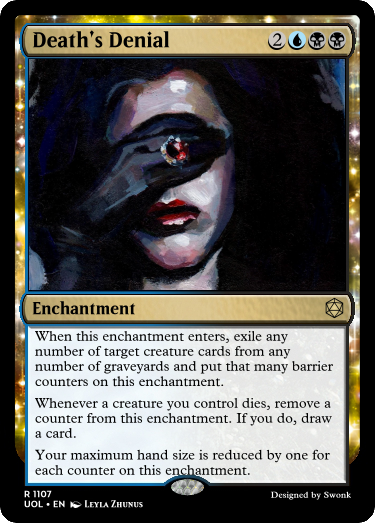 Death's Denial 2
Enchantment
When this enchantment enters, exile any
number of target creature cards from any
number of graveyards and put that many barrier
counters on this enchantment.
Whenever a creature you control dies, remove a
counter from this enchantment. If you do, draw
a card.
Your maximum hand size is reduced by one for
each counter on this enchantment.
R 1107
UOL • EN LEYLA ZHUNUS
Designed by Swonk